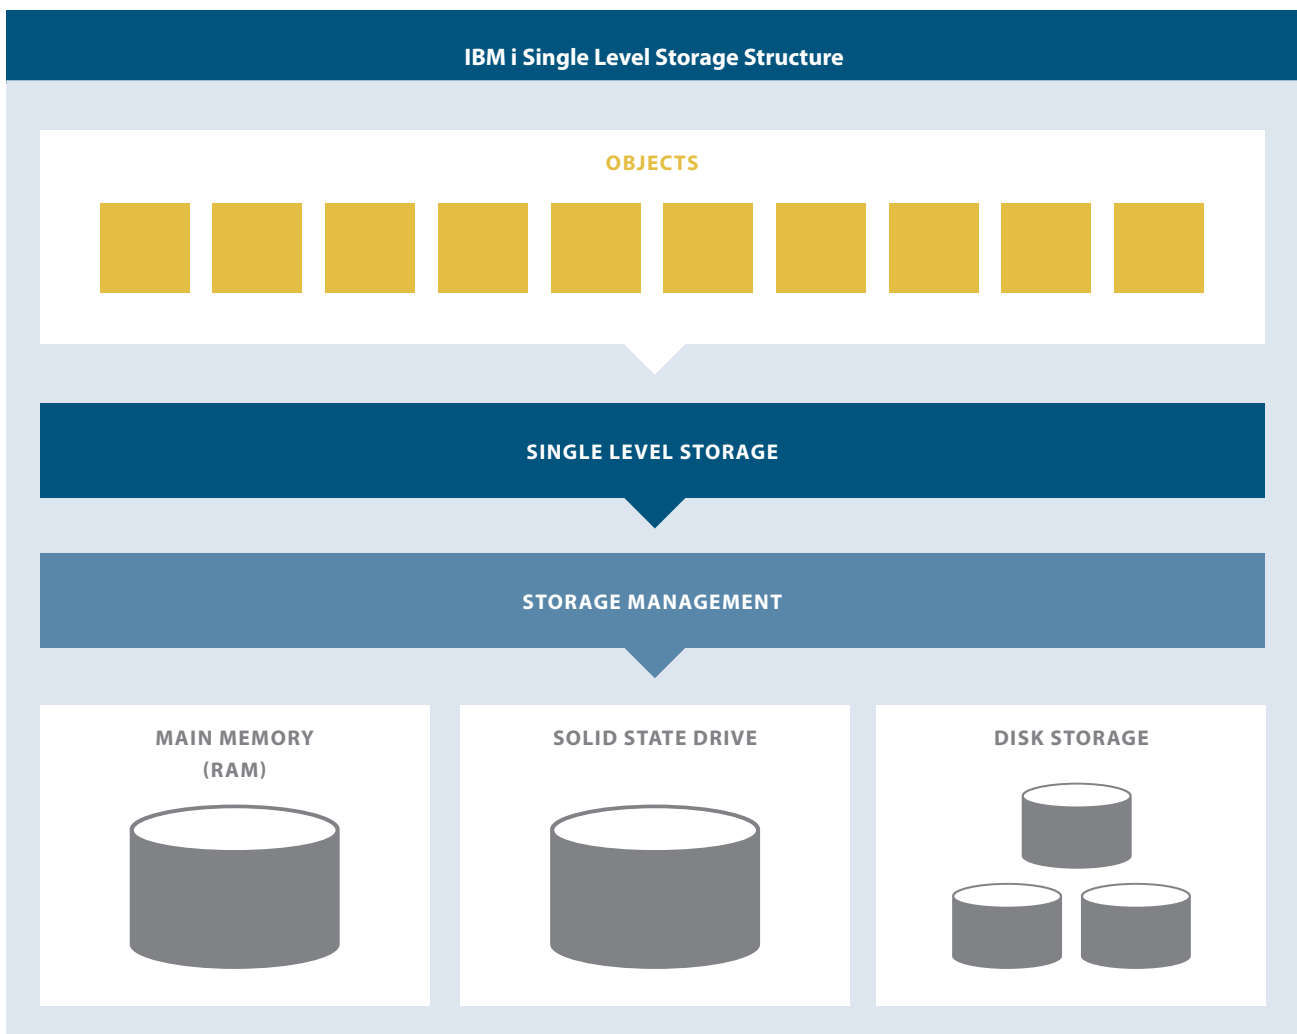 IBM i Single Level Storage Structure
OBJECTS
SINGLE LEVEL STORAGE
STORAGE MANAGEMENT
MAIN MEMORY
(RAM)
SOLID STATE DRIVE
DISK STORAGE